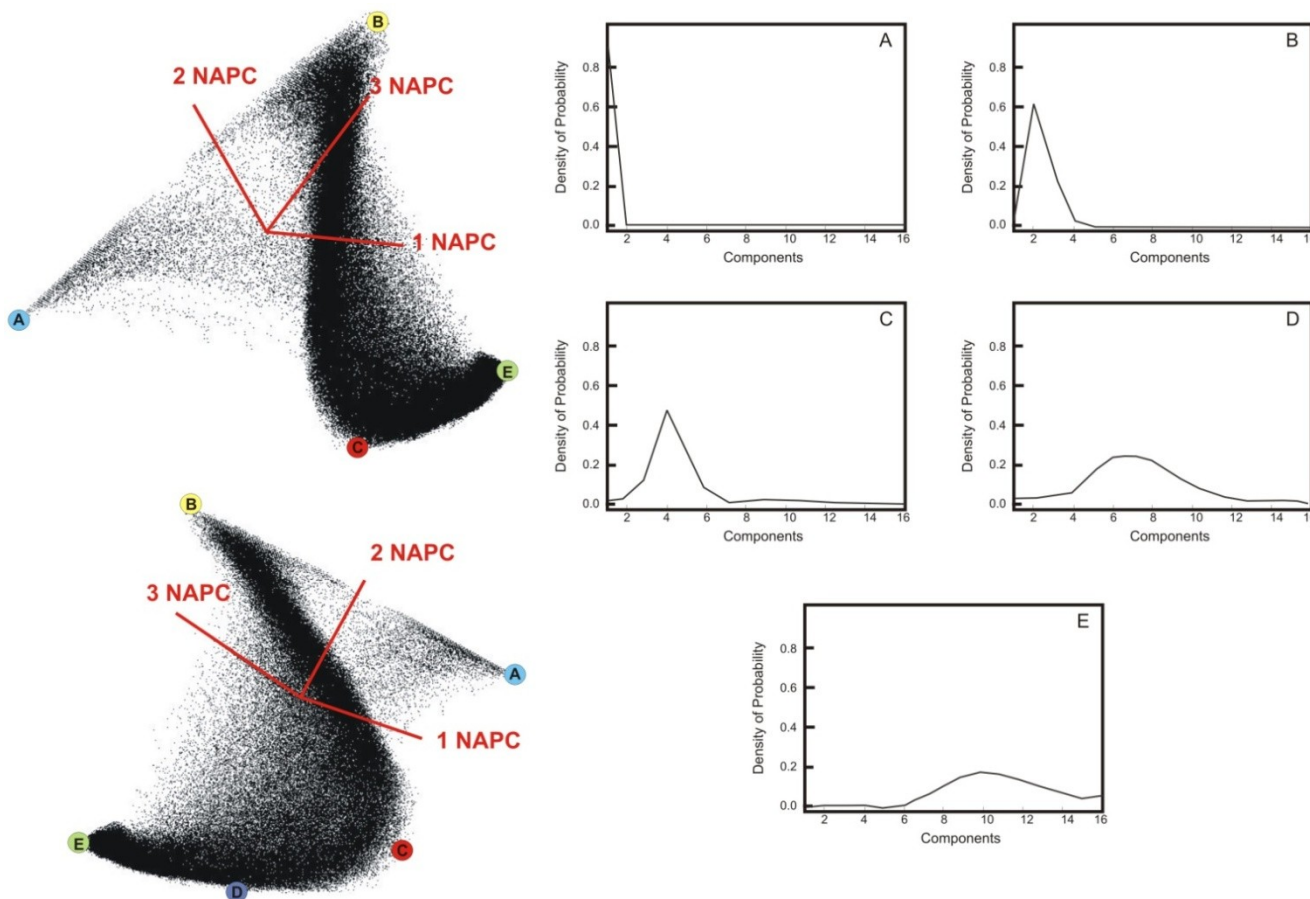 B
2 NAPC
3 NAPC
1 NAPC
A
E
C
B
2 NAPC
3 NAPC
A
1 NAPC
E
C
D
A
Density of Probability
0.8
0.6
0.4
0.2
0.0
2 4 6 8 10 12 14 16
Components
B
Density of Probability
0.8
0.6
0.4
0.2
0.0
2 4 6 8 10 12 14 16
Components
C
Density of Probability
0.8
0.6
0.4
0.2
0.0
2 4 6 8 10 12 14 16
Components
D
Density of Probability
0.8
0.6
0.4
0.2
0.0
2 4 6 8 10 12 14
Components
E
Density of Probability
0.8
0.6
0.4
0.2
0.0
2 4 6 8 10 12 14 16
Components